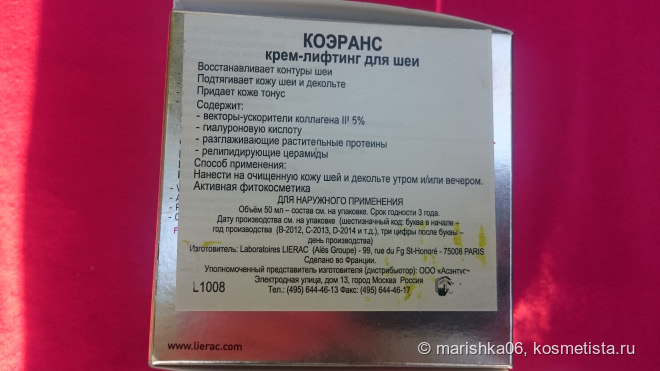 КОЭРАНС
крем-лифтинг для шеи
Восстанавливает контуры шеи
Подтягивает кожу шеи и декольте
Придает коже тонус
Содержит:
- векторы-ускорители коллагена III 5%
- гиалуроновую кислоту
- разглаживающие растительные протеины
- релипидирующие церамиды
Способ применения:
Нанести на очищенную кожу шеи и декольте утром и/или вечером.
Активная фитокосметика
ДЛЯ НАРУЖНОГО ПРИМЕНЕНИЯ
Объём 50 мл – состав см. на упаковке. Срок годности 3 года.
Дату производства см. на упаковке (шестизначный код: буква в начале –
год производства (B-2012, C-2013, D-2014 и т.д.), три цифры после буквы –
день производства)
Изготовитель: Laboratoires LIERAC (Alès Groupe) - 99, rue du Fg St-Honoré - 75008 PARIS
Сделано во Франции.
Уполномоченный представитель изготовителя (дистрибьютор): ООО «Асэнтус»
Электродная улица, дом 13, город Москва Россия
Тел.: (495) 644-46-13 Факс: (495) 644-46-17
L1008
www.lierac.com
© marishka06, kosmetista.ru